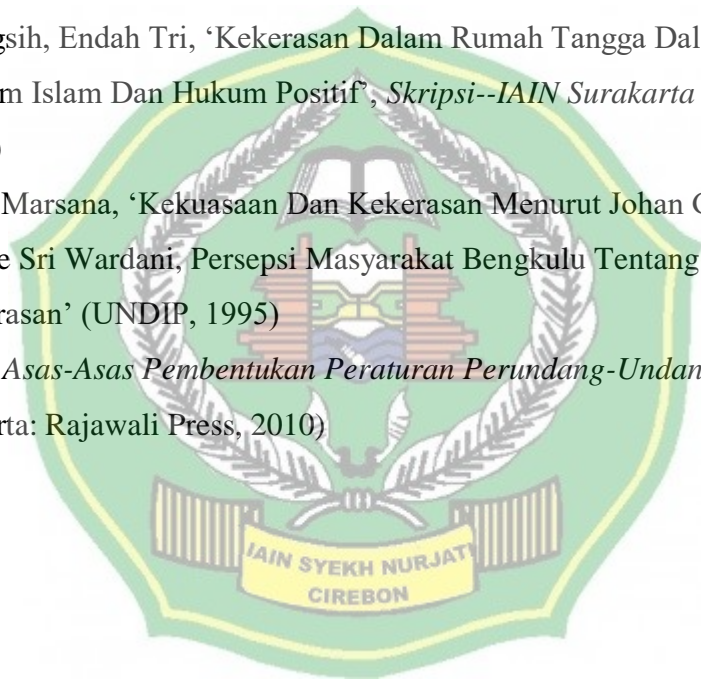 gsih, Endah Tri, ‘Kekerasan Dalam Rumah Tangga Dal
m Islam Dan Hukum Positif’, Skripsi--IAIN Surakarta
)
Marsana, ‘Kekuasaan Dan Kekerasan Menurut Johan G
e Sri Wardani, Persepsi Masyarakat Bengkulu Tentang
rasan’ (UNDIP, 1995)
Asas-Asas Pembentukan Peraturan Perundang-Undan
rta: Rajawali Press, 2010)
IAIN SYEKH NURJATI
CIREBON